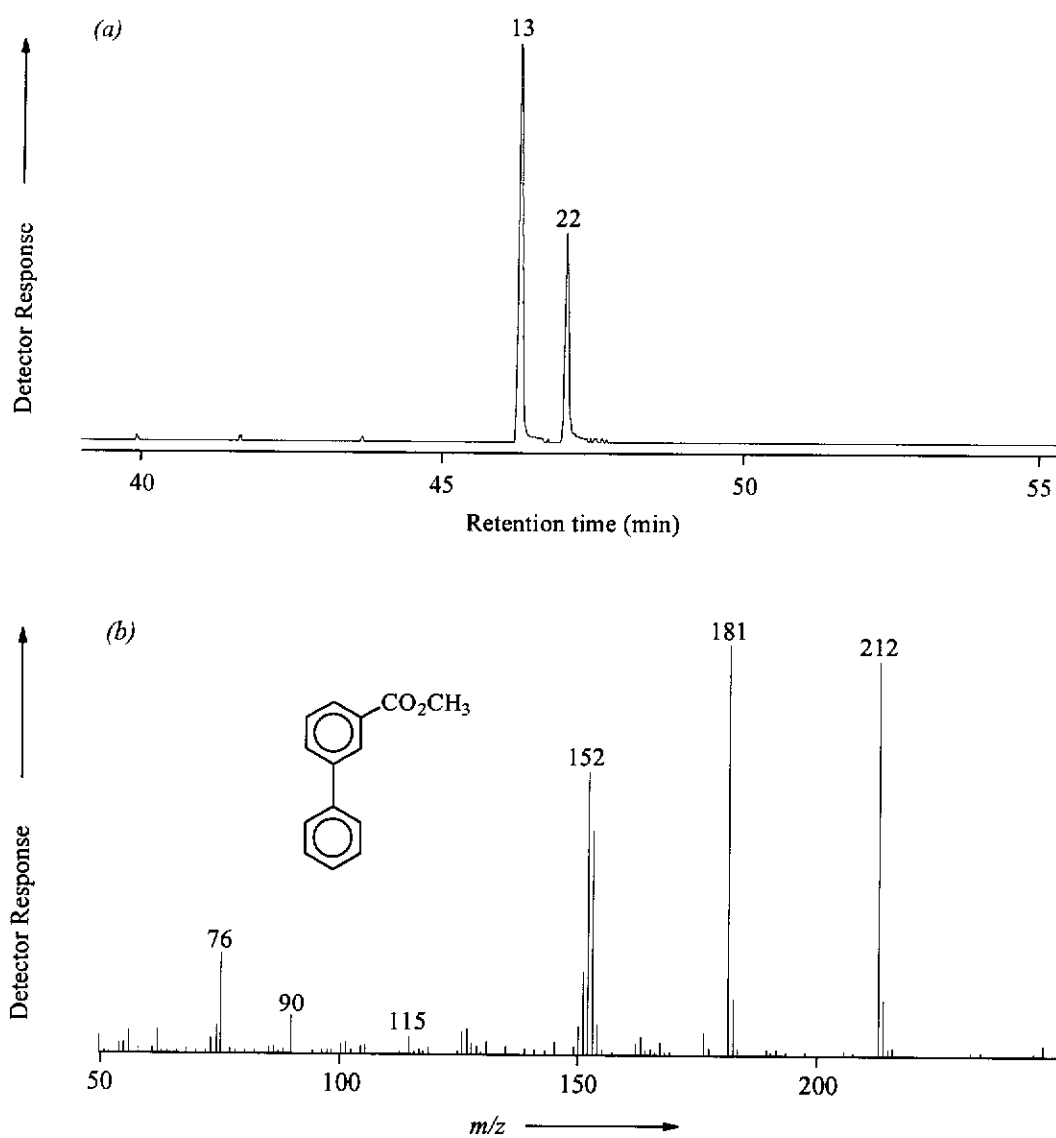 (a)
13
22
Detector Response
40
45
50
55
Retention time (min)
(b)
181
212
CO₂CH₃
152
76
90
115
Detector Response
50
100
150
200
m/z